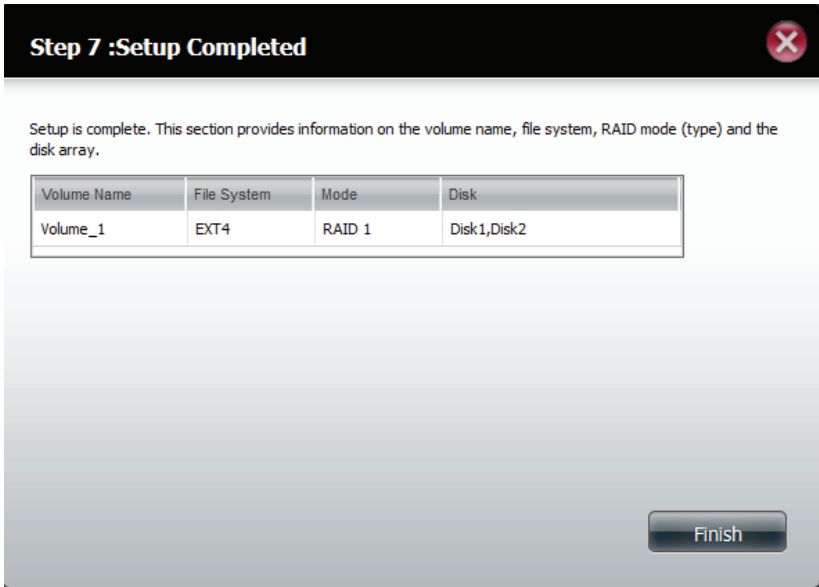 Step 7 :Setup Completed
Setup is complete. This section provides information on the volume name, file system, RAID mode (type) and the
disk array.
Volume Name File System Mode Disk
Volume_1 EXT4 RAID 1 Disk1,Disk2
Finish